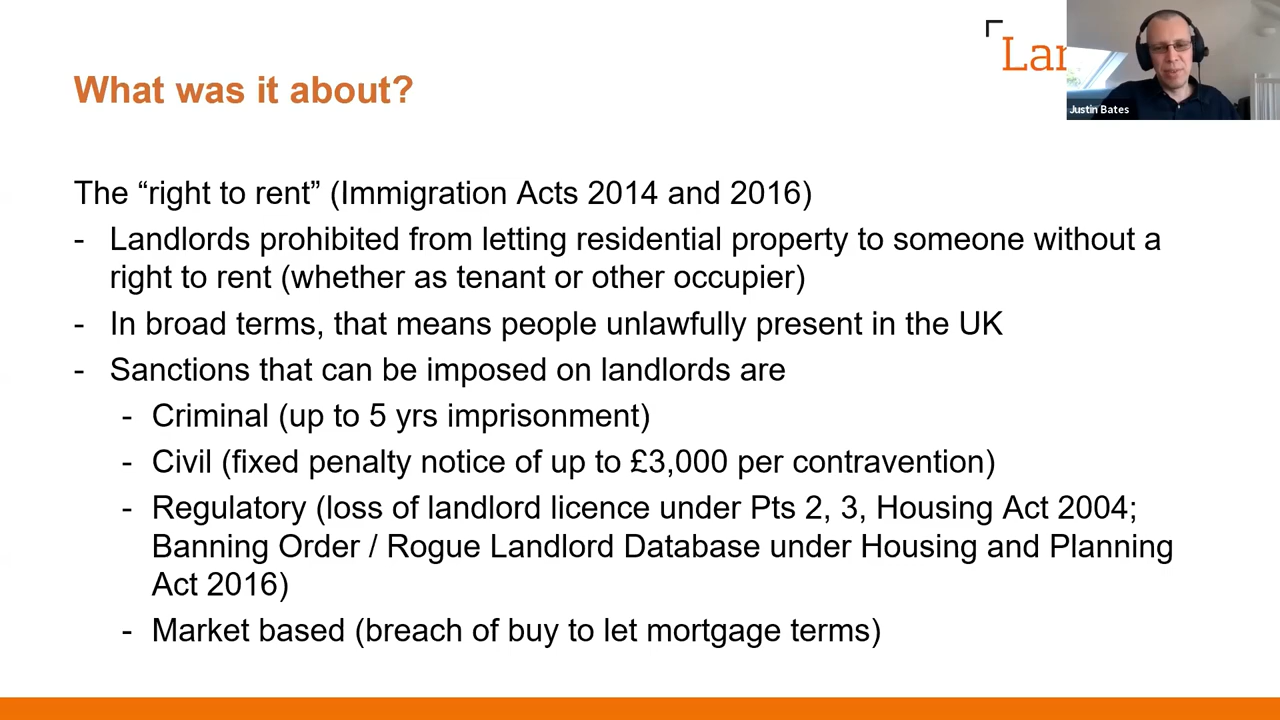 Lan
Justin Bates
What was it about?
The “right to rent” (Immigration Acts 2014 and 2016)
- Landlords prohibited from letting residential property to someone without a
right to rent (whether as tenant or other occupier)
- In broad terms, that means people unlawfully present in the UK
- Sanctions that can be imposed on landlords are
- Criminal (up to 5 yrs imprisonment)
- Civil (fixed penalty notice of up to £3,000 per contravention)
- Regulatory (loss of landlord licence under Pts 2, 3, Housing Act 2004;
Banning Order / Rogue Landlord Database under Housing and Planning
Act 2016)
- Market based (breach of buy to let mortgage terms)